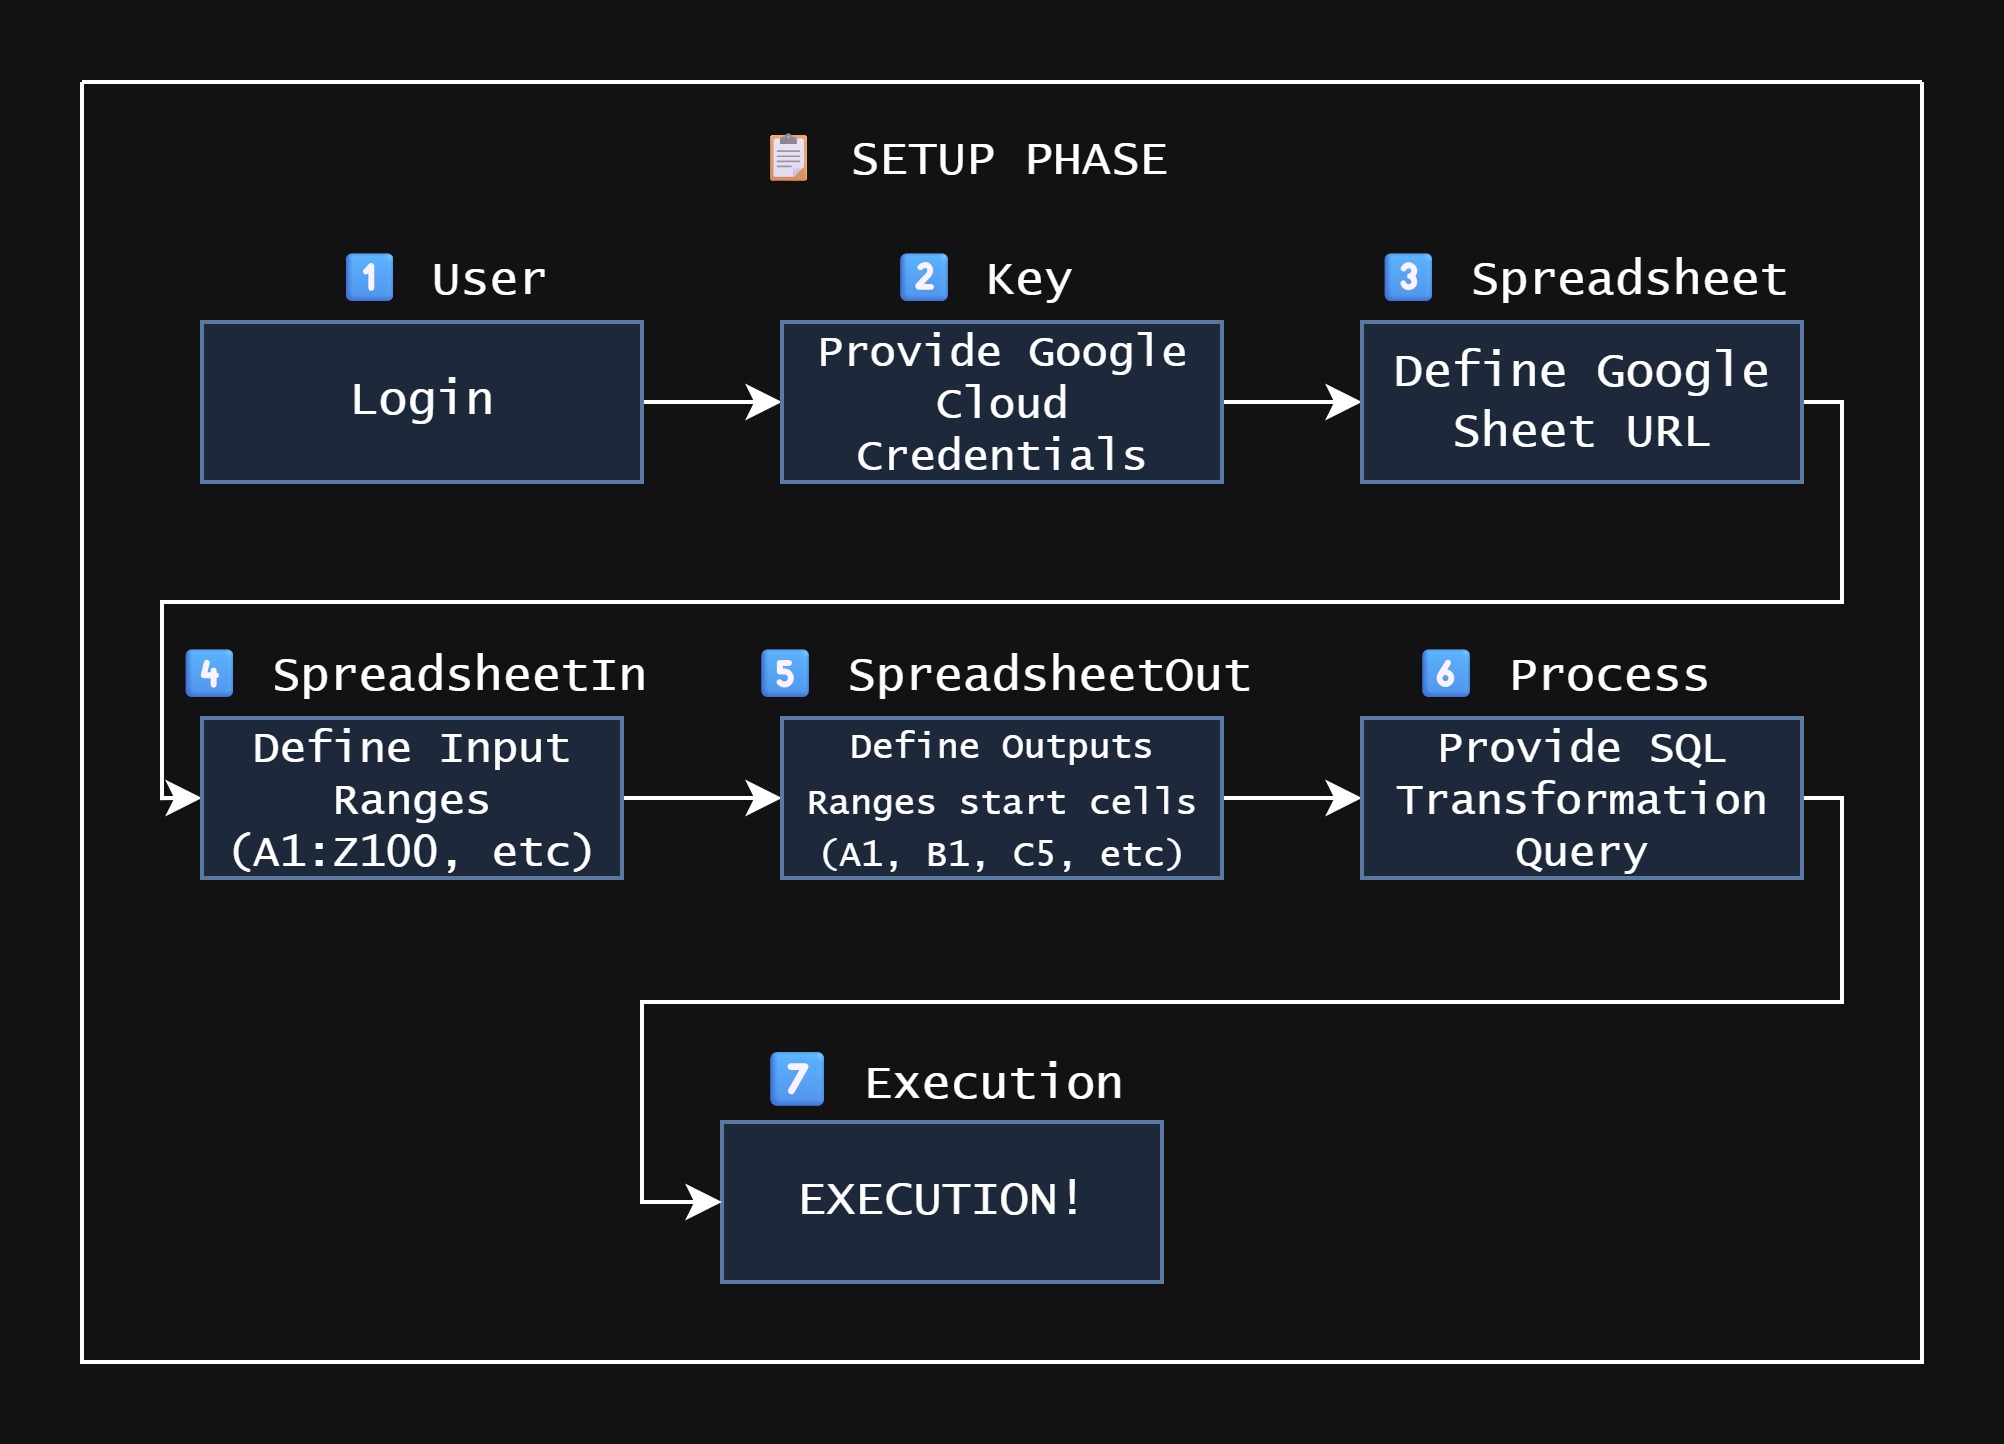 📋 SETUP PHASE
1️⃣ User
Login
2️⃣ Key
Provide Google
Cloud
Credentials
3️⃣ Spreadsheet
Define Google
Sheet URL
4️⃣ SpreadsheetIn
Define Input
Ranges
(A1:Z100, etc)
5️⃣ SpreadsheetOut
Define Outputs
Ranges start cells
(A1, B1, C5, etc)
6️⃣ Process
Provide SQL
Transformation
Query
7️⃣ Execution
EXECUTION!